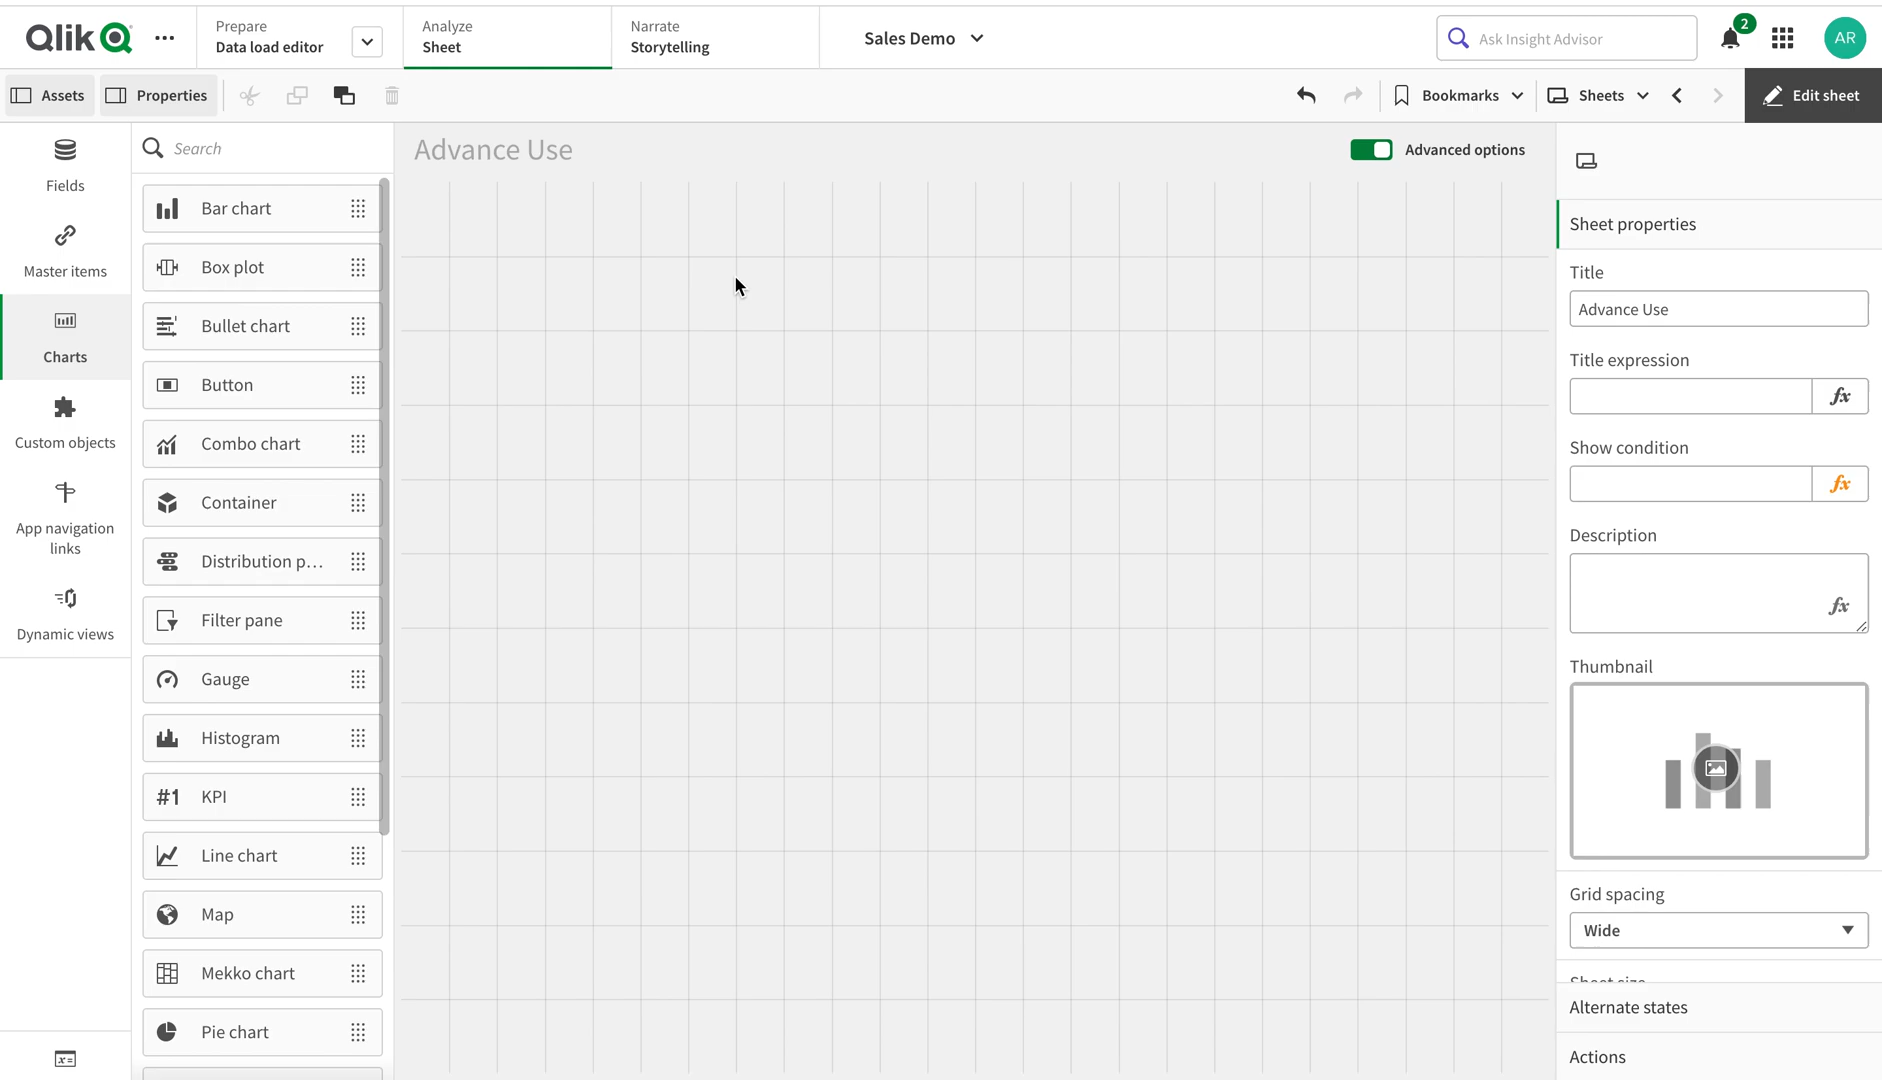 Qlik
Prepare
Data load editor
Analyze
Sheet
Narrate
Storytelling
Sales Demo
Ask Insight Advisor
2
AR
Assets
Properties
Bookmarks
Sheets
Edit sheet
Fields
Master items
Charts
Custom objects
App navigation
links
Dynamic views
x=
Search
Bar chart
Box plot
Bullet chart
Button
Combo chart
Container
Distribution p...
Filter pane
Gauge
Histogram
#1 KPI
Line chart
Map
Mekko chart
Pie chart
Advance Use
Advanced options
Sheet properties
Title
Advance Use
Title expression
fx
Show condition
fx
Description
fx
Thumbnail
Grid spacing
Wide
Sheet size
Alternate states
Actions